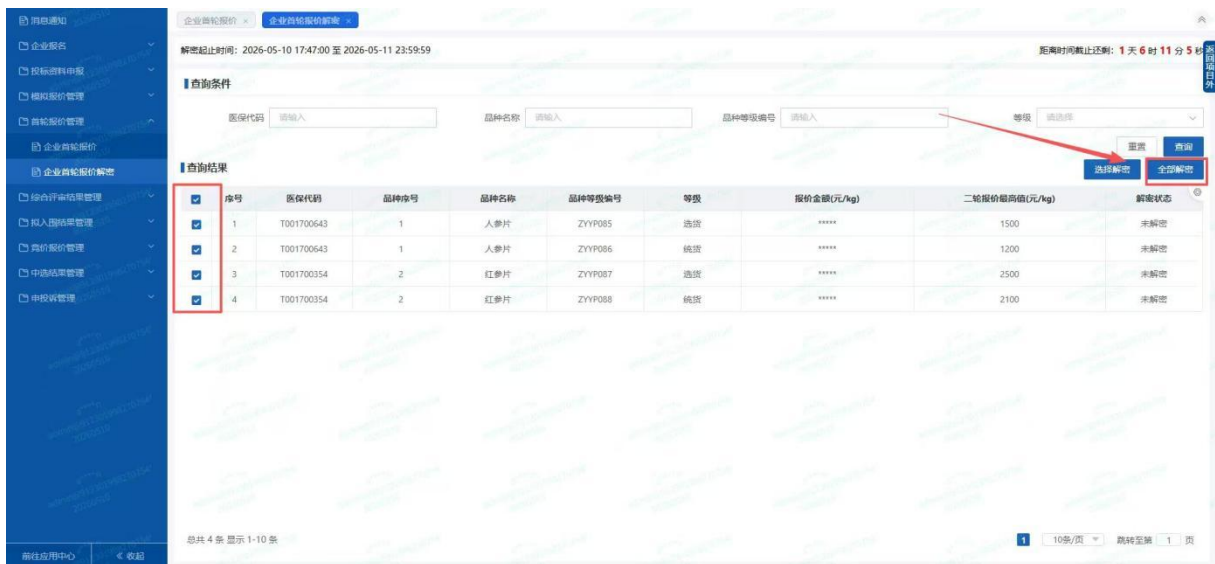 消息通知
企业报名
投标资料申报
模拟报价管理
首轮报价管理
企业首轮报价
企业首轮报价解密
综合评审结果管理
拟入围结果管理
竞价报价管理
中选结果管理
申投诉管理
前往应用中心 《 收起
企业首轮报价 × 企业首轮报价解密 ×
解密起止时间：2026-05-10 17:47:00 至 2026-05-11 23:59:59 距离时间截止还剩：1 天 6 时 11 分 5 秒
返回项目外
查询条件
医保代码 请输入 品种名称 请输入 品种等级编号 请输入 等级 请选择
重置 查询
查询结果 选择解密 全部解密
序号 医保代码 品种序号 品种名称 品种等级编号 等级 报价金额(元/kg) 二轮报价最高值(元/kg) 解密状态
1 T001700643 1 人参片 ZYYP085 选货 ***** 1500 未解密
2 T001700643 1 人参片 ZYYP086 统货 ***** 1200 未解密
3 T001700354 2 红参片 ZYYP087 选货 ***** 2500 未解密
4 T001700354 2 红参片 ZYYP088 统货 ***** 2100 未解密
总共 4 条 显示 1-10 条 1 10条/页 跳转至第 1 页